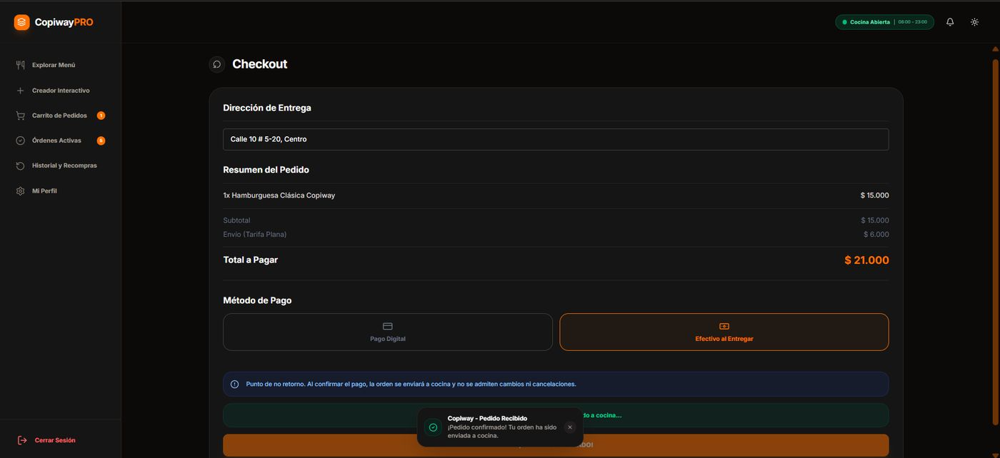 CopiwayPRO
Cocina Abierta | 08:00 – 23:00
Explorar Menú
Creador Interactivo
Carrito de Pedidos 1
Órdenes Activas 5
Historial y Recompras
Mi Perfil
Cerrar Sesión
Checkout
Dirección de Entrega
Calle 10 # 5-20, Centro
Resumen del Pedido
1x Hamburguesa Clásica Copiway $ 15.000
Subtotal $ 15.000
Envío (Tarifa Plana) $ 6.000
Total a Pagar $ 21.000
Método de Pago
Pago Digital
Efectivo al Entregar
Punto de no retorno. Al confirmar el pago, la orden se enviará a cocina y no se admiten cambios ni cancelaciones.
a cocina...
Copiway - Pedido Recibido
¡Pedido confirmado! Tu orden ha sido
enviada a cocina.